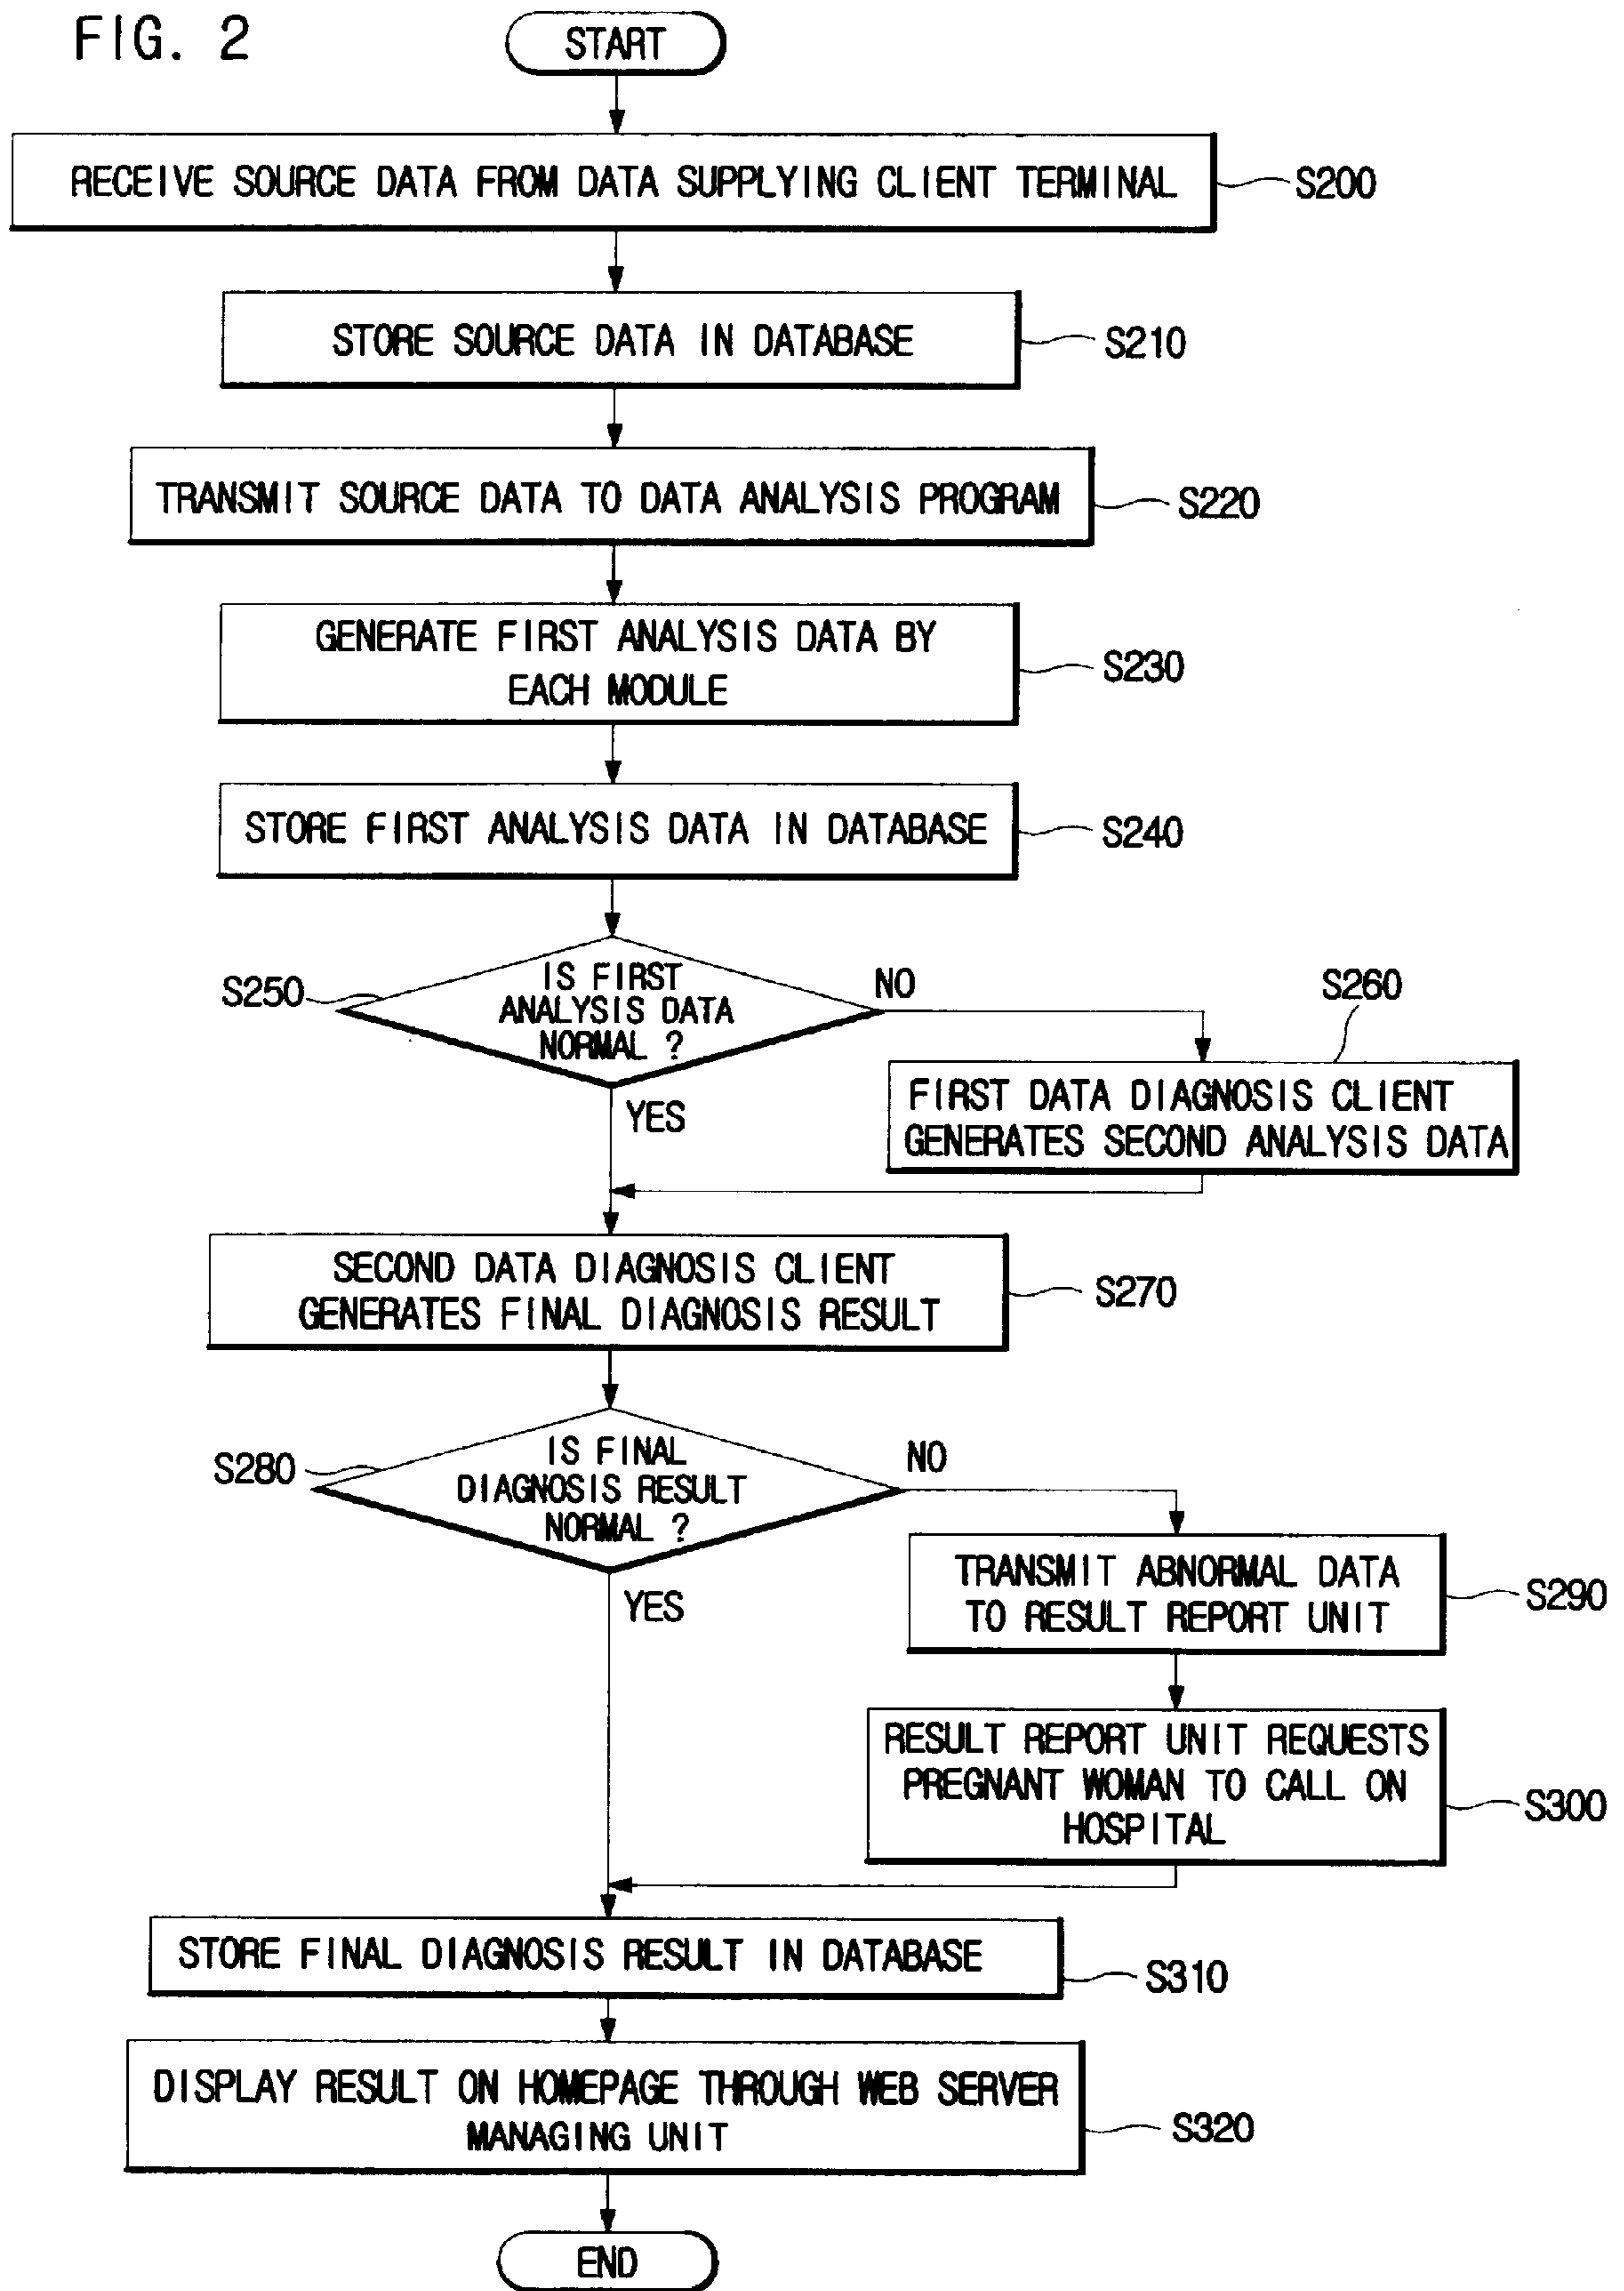 FIG. 2
START
RECEIVE SOURCE DATA FROM DATA SUPPLYING CLIENT TERMINAL
S200
STORE SOURCE DATA IN DATABASE
S210
TRANSMIT SOURCE DATA TO DATA ANALYSIS PROGRAM
S220
GENERATE FIRST ANALYSIS DATA BY
EACH MODULE
S230
STORE FIRST ANALYSIS DATA IN DATABASE
S240
S250
IS FIRST
ANALYSIS DATA
NORMAL ?
NO
YES
S260
FIRST DATA DIAGNOSIS CLIENT
GENERATES SECOND ANALYSIS DATA
SECOND DATA DIAGNOSIS CLIENT
GENERATES FINAL DIAGNOSIS RESULT
S270
S280
IS FINAL
DIAGNOSIS RESULT
NORMAL ?
NO
YES
TRANSMIT ABNORMAL DATA
TO RESULT REPORT UNIT
S290
RESULT REPORT UNIT REQUESTS
PREGNANT WOMAN TO CALL ON
HOSPITAL
S300
STORE FINAL DIAGNOSIS RESULT IN DATABASE
S310
DISPLAY RESULT ON HOMEPAGE THROUGH WEB SERVER
MANAGING UNIT
S320
END